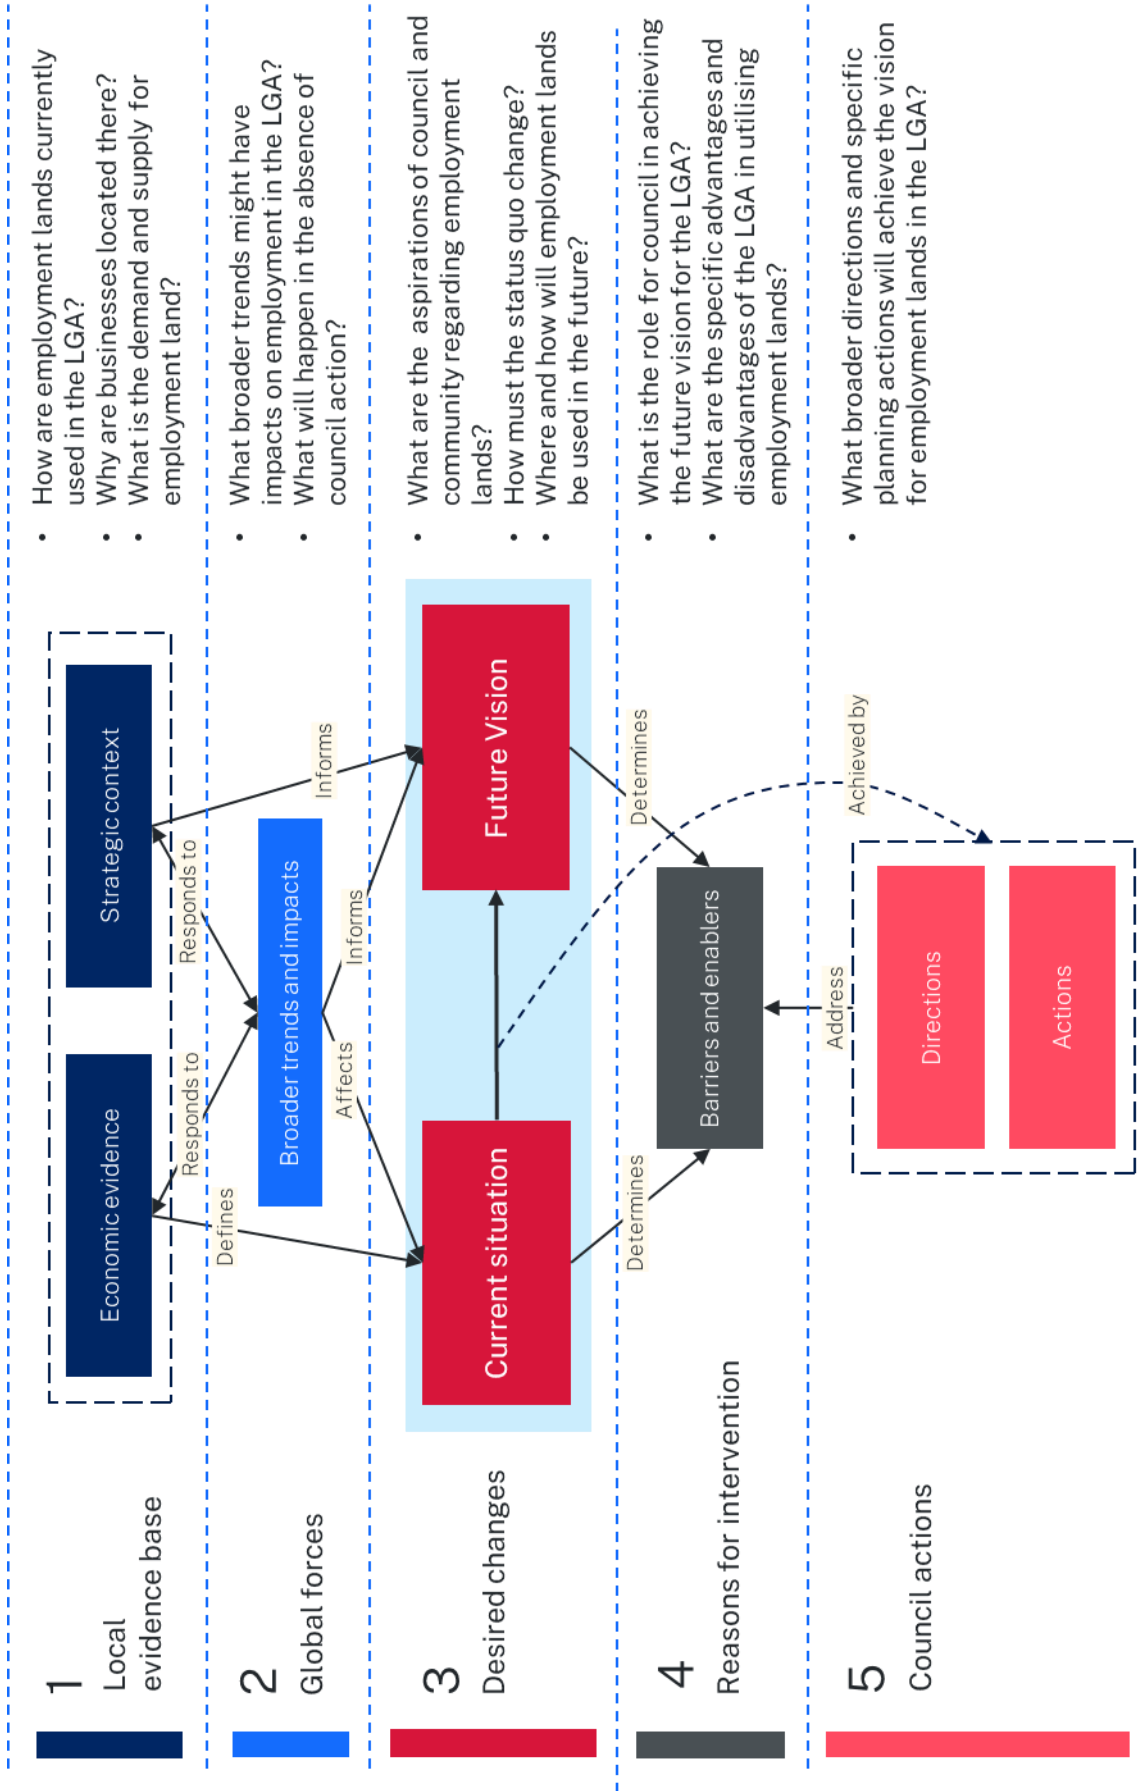 1
Local
evidence base
Economic evidence
Strategic context
Responds to
Responds to
Defines
Informs
• How are employment lands currently
used in the LGA?
• Why are businesses located there?
• What is the demand and supply for
employment land?
2
Global forces
Broader trends and impacts
Affects
Informs
• What broader trends might have
impacts on employment in the LGA?
• What will happen in the absence of
council action?
3
Desired changes
Current situation
Future Vision
• What are the aspirations of council and
community regarding employment
lands?
• How must the status quo change?
• Where and how will employment lands
be used in the future?
Determines
Determines
4
Reasons for intervention
Barriers and enablers
• What is the role for council in achieving
the future vision for the LGA?
• What are the specific advantages and
disadvantages of the LGA in utilising
employment lands?
Address
Achieved by
5
Council actions
Directions
Actions
• What broader directions and specific
planning actions will achieve the vision
for employment lands in the LGA?